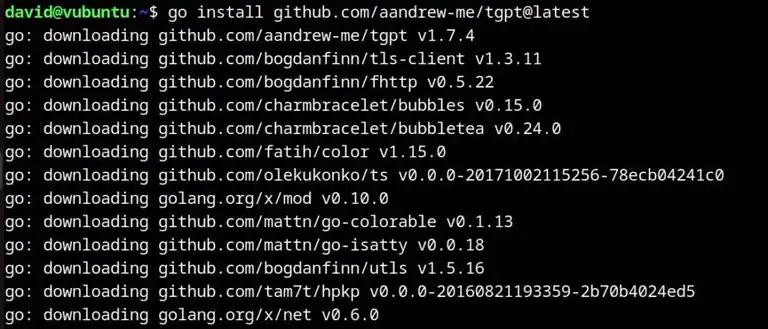 david@vubuntu:~$ go install github.com/aandrew-me/tgpt@latest
go: downloading github.com/aandrew-me/tgpt v1.7.4
go: downloading github.com/bogdanfinn/tls-client v1.3.11
go: downloading github.com/bogdanfinn/fhttp v0.5.22
go: downloading github.com/charmbracelet/bubbles v0.15.0
go: downloading github.com/charmbracelet/bubbletea v0.24.0
go: downloading github.com/fatih/color v1.15.0
go: downloading github.com/olekukonko/ts v0.0.0-20171002115256-78ecb04241c0
go: downloading golang.org/x/mod v0.10.0
go: downloading github.com/mattn/go-colorable v0.1.13
go: downloading github.com/mattn/go-isatty v0.0.18
go: downloading github.com/bogdanfinn/utls v1.5.16
go: downloading github.com/tam7t/hpkp v0.0.0-20160821193359-2b70b4024ed5
go: downloading golang.org/x/net v0.6.0